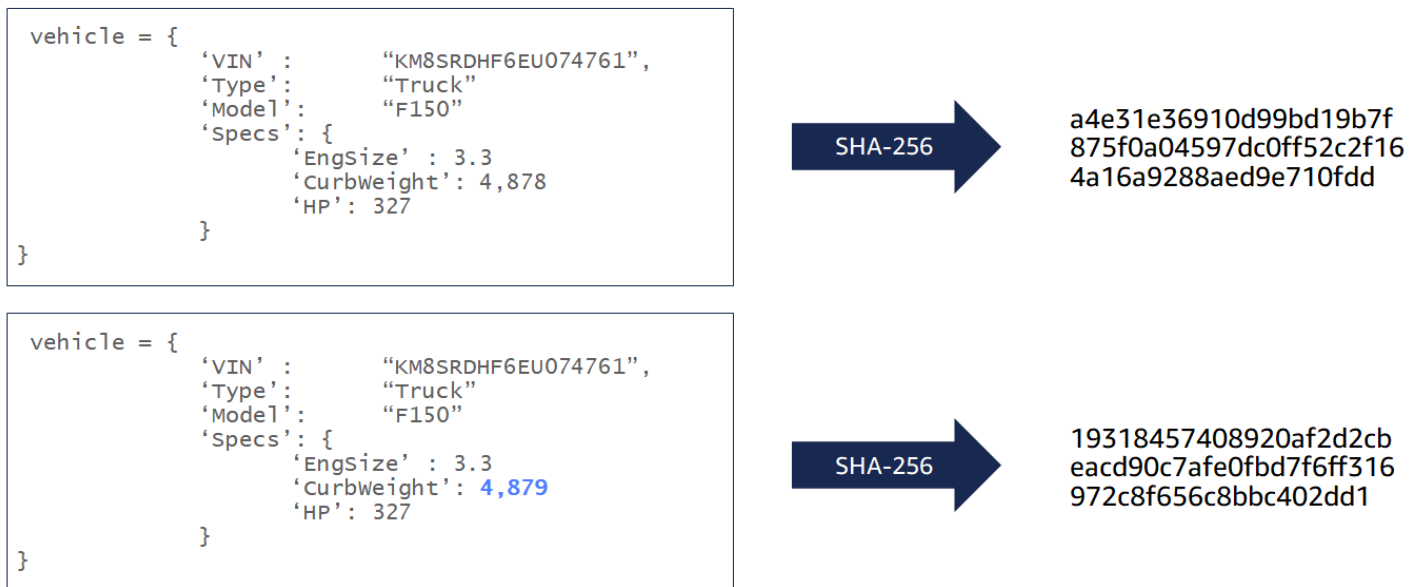 vehicle = {
‘VIN’ : “KM8SRDHF6EU074761”,
‘Type’: “Truck”
‘Model’: “F150”
‘Specs’: {
‘EngSize’ : 3.3
‘CurbWeight’: 4,878
‘HP’: 327
}
}
SHA-256
a4e31e36910d99bd19b7f
875f0a04597dc0ff52c2f16
4a16a9288aed9e710fdd
vehicle = {
‘VIN’ : “KM8SRDHF6EU074761”,
‘Type’: “Truck”
‘Model’: “F150”
‘Specs’: {
‘EngSize’ : 3.3
‘CurbWeight’: 4,879
‘HP’: 327
}
}
SHA-256
19318457408920af2d2cb
eacd90c7afe0fbd7f6ff316
972c8f656c8bbc402dd1